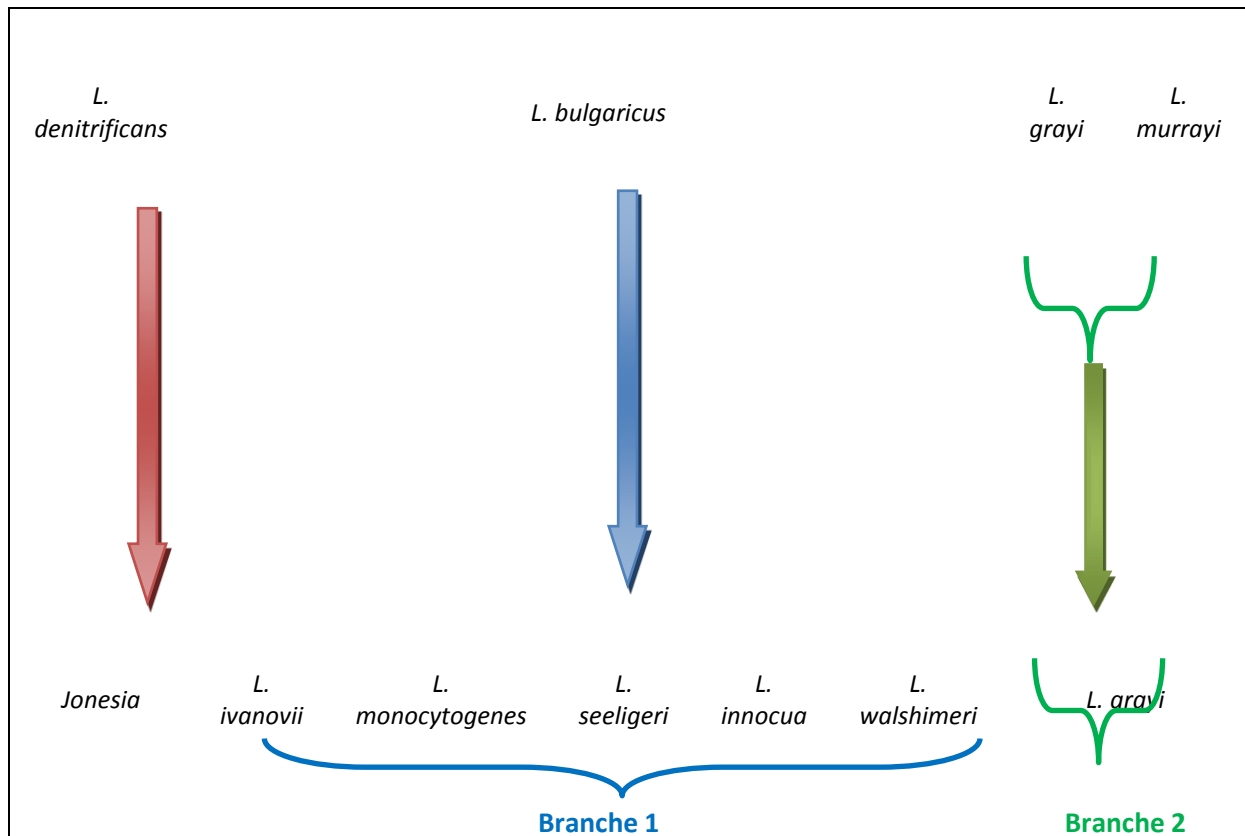 L.
denitrificans
L. bulgaricus
L.
grayi
L.
murrayi
Jonesia
L.
ivanovii
L.
monocytogenes
L.
seeligeri
L.
innocua
L.
walshimeri
L. grayi
Branche 1
Branche 2